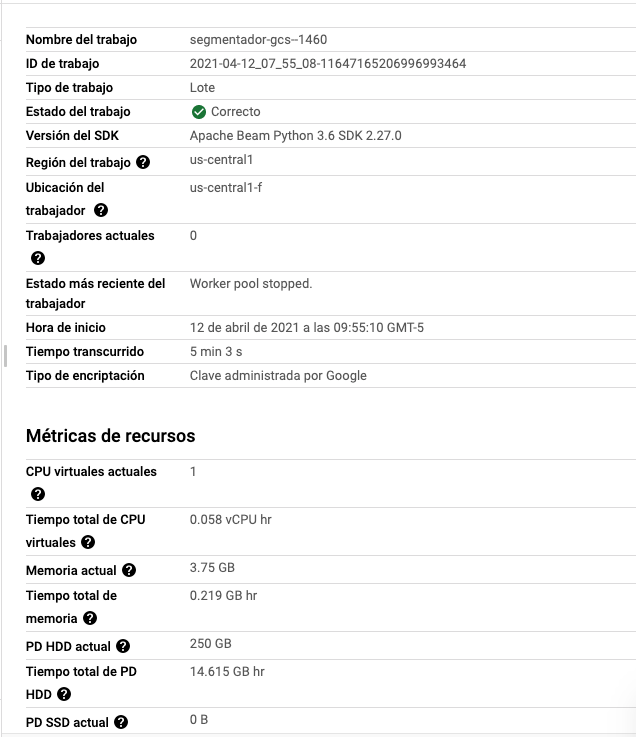 Nombre del trabajo segmentador-gcs--1460
ID de trabajo 2021-04-12_07_55_08-11647165206996993464
Tipo de trabajo Lote
Estado del trabajo Correcto
Versión del SDK Apache Beam Python 3.6 SDK 2.27.0
Región del trabajo ? us-central1
Ubicación del us-central1-f
trabajador ?
Trabajadores actuales 0
?
Estado más reciente del Worker pool stopped.
trabajador
Hora de inicio 12 de abril de 2021 a las 09:55:10 GMT-5
Tiempo transcurrido 5 min 3 s
Tipo de encriptación Clave administrada por Google
Métricas de recursos
CPU virtuales actuales 1
?
Tiempo total de CPU 0.058 vCPU hr
virtuales ?
Memoria actual ? 3.75 GB
Tiempo total de 0.219 GB hr
memoria ?
PD HDD actual ? 250 GB
Tiempo total de PD 14.615 GB hr
HDD ?
PD SSD actual ? 0 B